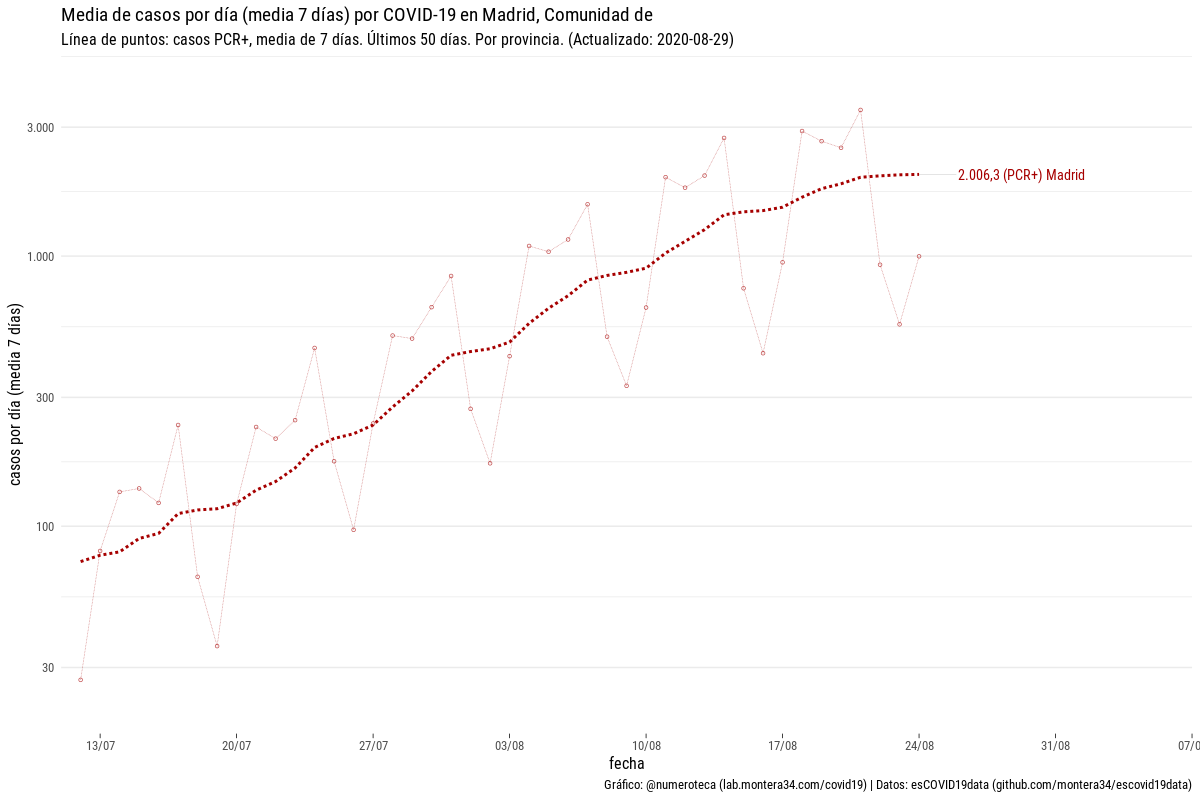 Media de casos por día (media 7 días) por COVID-19 en Madrid, Comunidad de
Línea de puntos: casos PCR+, media de 7 días. Últimos 50 días. Por provincia. (Actualizado: 2020-08-29)
casos por día (media 7 días)
3.000
1.000
300
100
30
2.006,3 (PCR+) Madrid
13/07 20/07 27/07 03/08 10/08 17/08 24/08 31/08 07/0
fecha
Gráfico: @numeroteca (lab.montera34.com/covid19) | Datos: esCOVID19data (github.com/montera34/escovid19data)